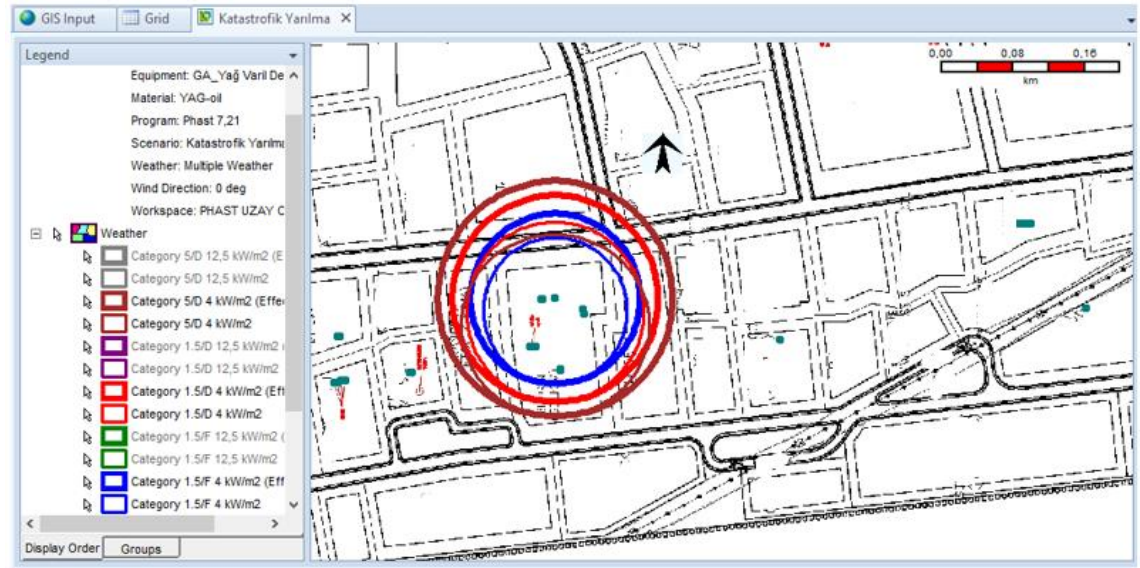 GIS Input
Grid
Katastrofik Yarılma
Legend
Equipment: GA_Yağ Varil De
Material: YAG-oil
Program: Phast 7,21
Scenario: Katastrofik Yarılma
Weather: Multiple Weather
Wind Direction: 0 deg
Workspace: PHAST UZAY C
Weather
Category 5/D 12,5 kW/m2 (E
Category 5/D 12,5 kW/m2
Category 5/D 4 kW/m2 (Effe
Category 5/D 4 kW/m2
Category 1.5/D 12,5 kW/m2 (
Category 1.5/D 12,5 kW/m2
Category 1.5/D 4 kW/m2 (Eff
Category 1.5/D 4 kW/m2
Category 1.5/F 12,5 kW/m2 (
Category 1.5/F 12,5 kW/m2
Category 1.5/F 4 kW/m2 (Eff
Category 1.5/F 4 kW/m2
Display Order
Groups
0,00 0,08 0,16
km